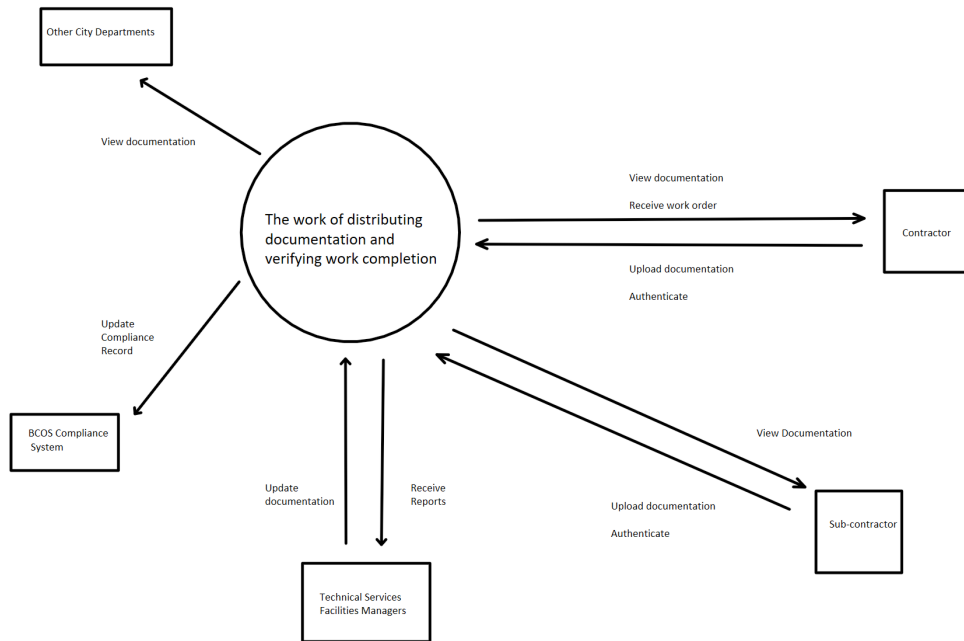 Other City Departments
View documentation
The work of distributing
documentation and
verifying work completion
View documentation
Receive work order
Contractor
Upload documentation
Authenticate
Update
Compliance
Record
BCOS Compliance
System
View Documentation
Update
documentation
Receive
Reports
Upload documentation
Authenticate
Sub-contractor
Technical Services
Facilities Managers